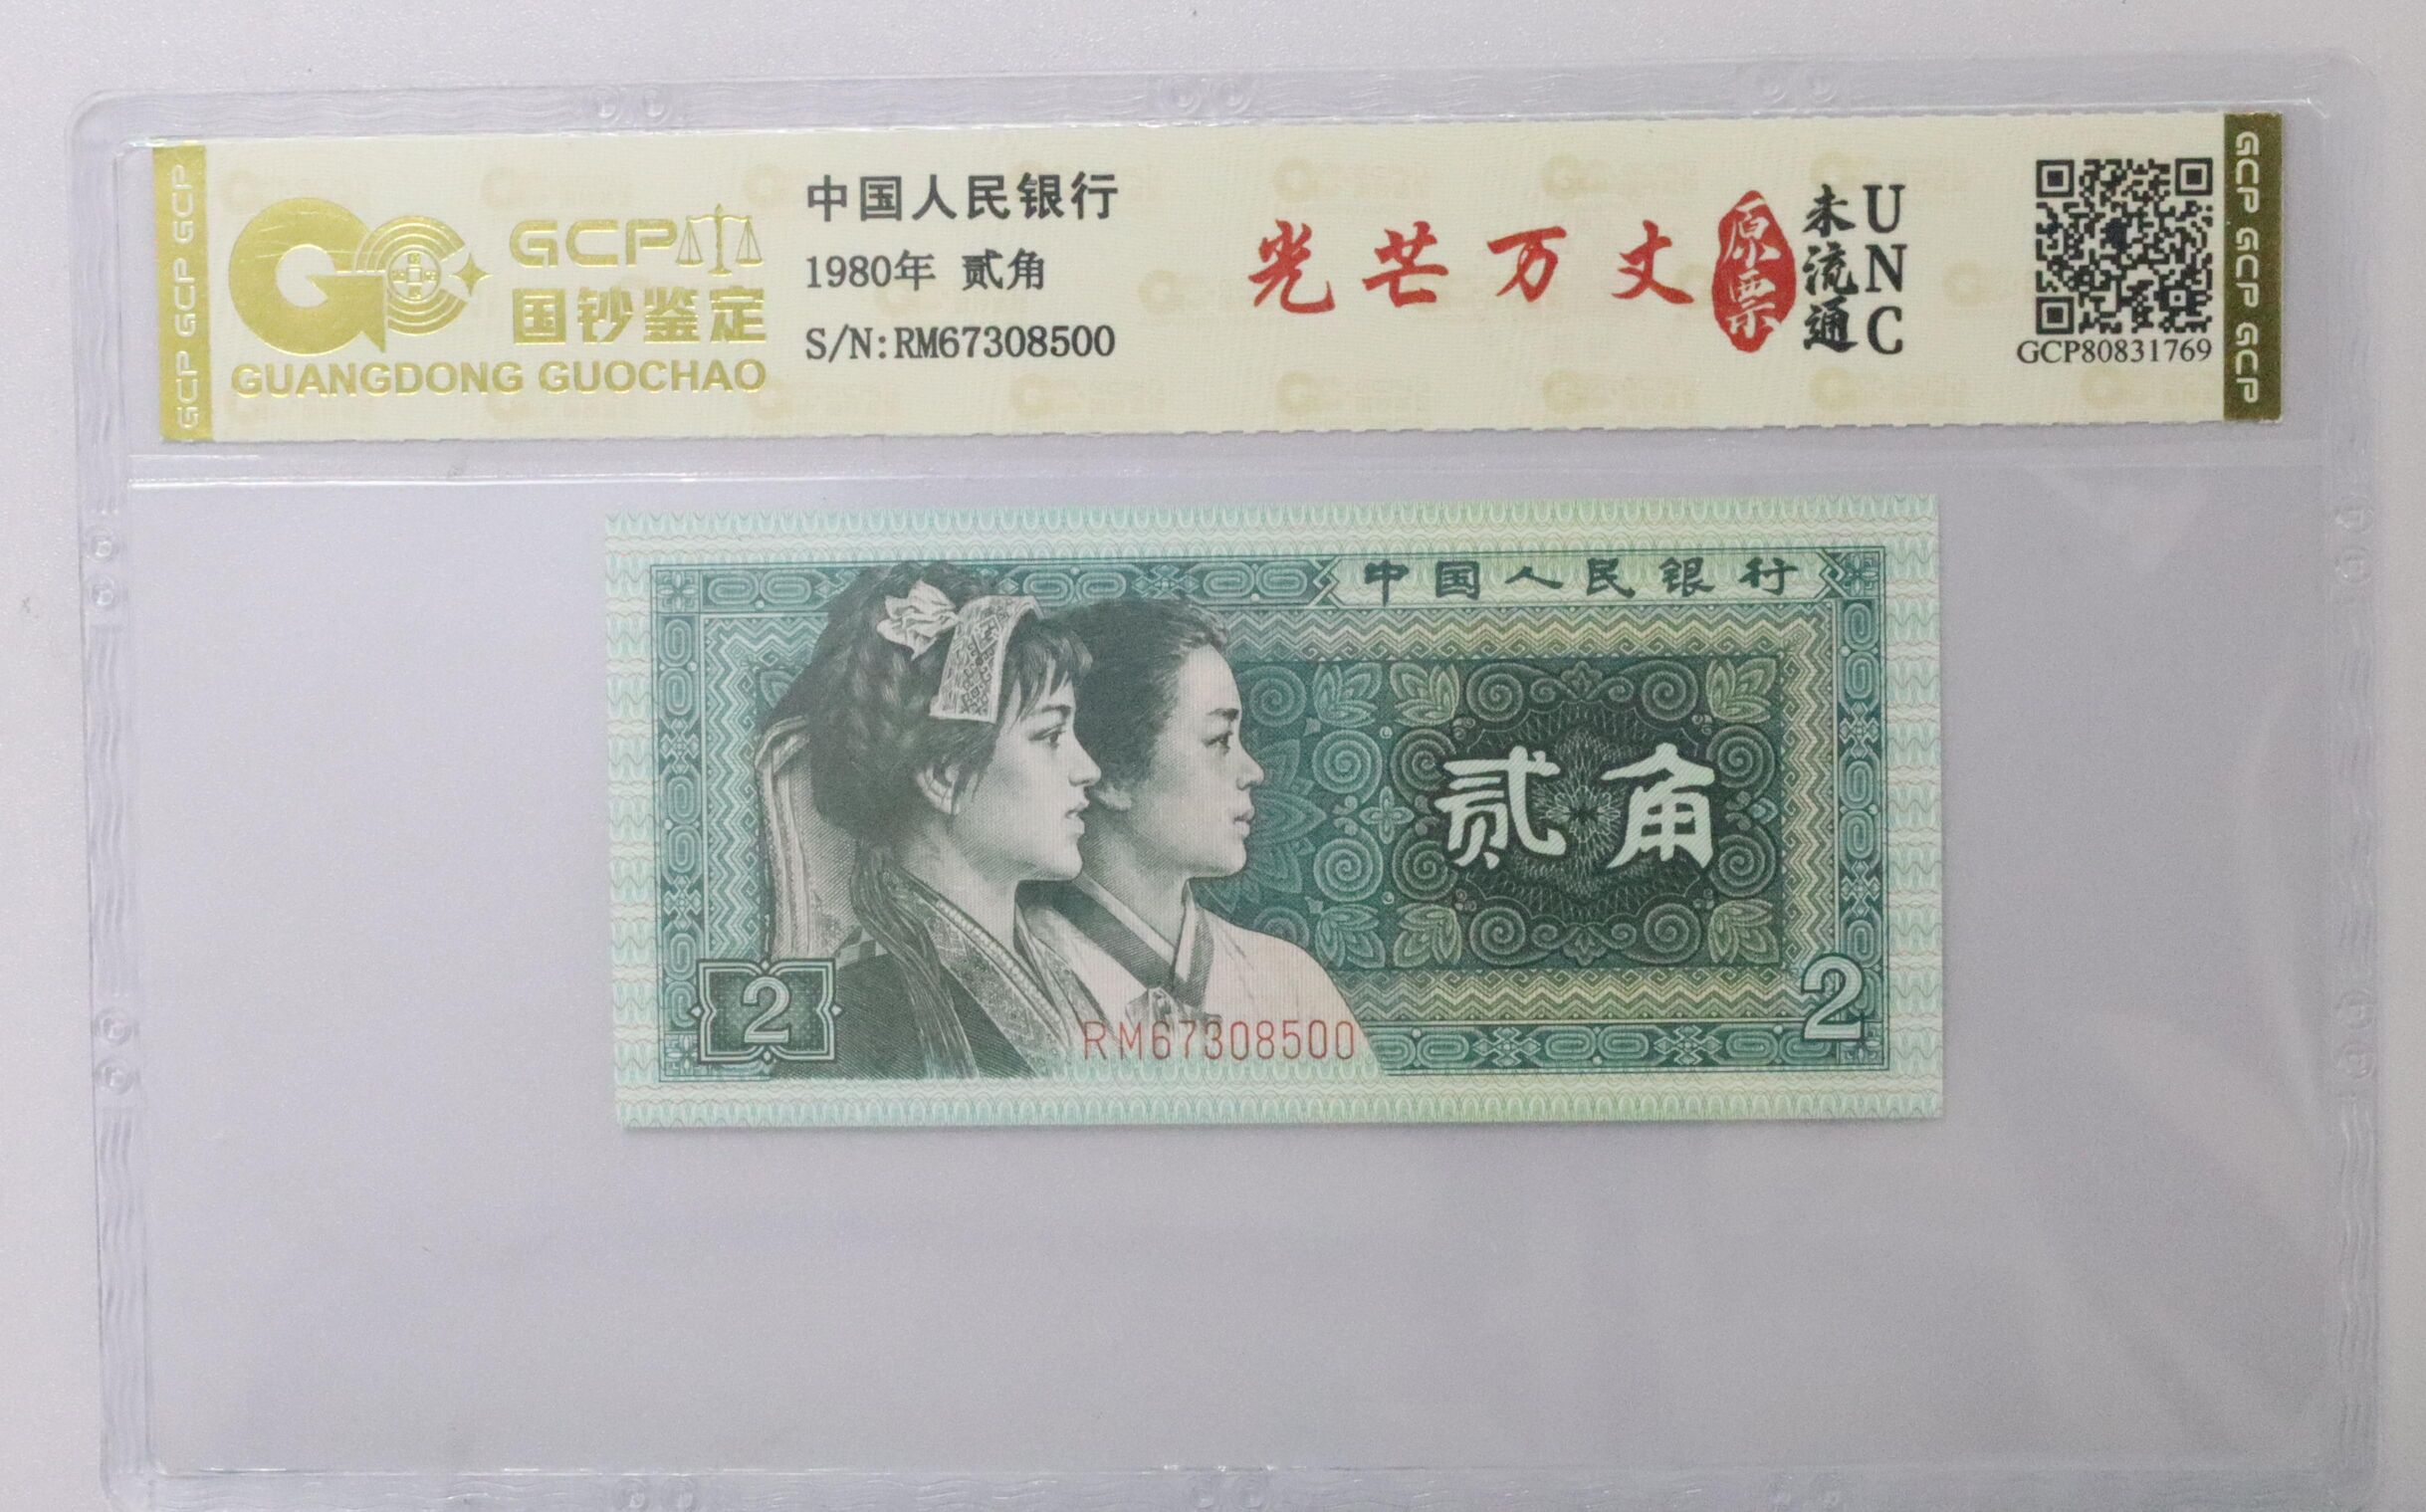 GCP GCP GCP
GCP
国钞鉴定
GUANGDONG GUOCHAO
中国人民银行
1980年 贰角
S/N:RM67308500
光芒万丈
原票
未流通
UNC
GCP80831769
GCP GCP GCP
中国人民银行
贰角
2
2
RM67308500